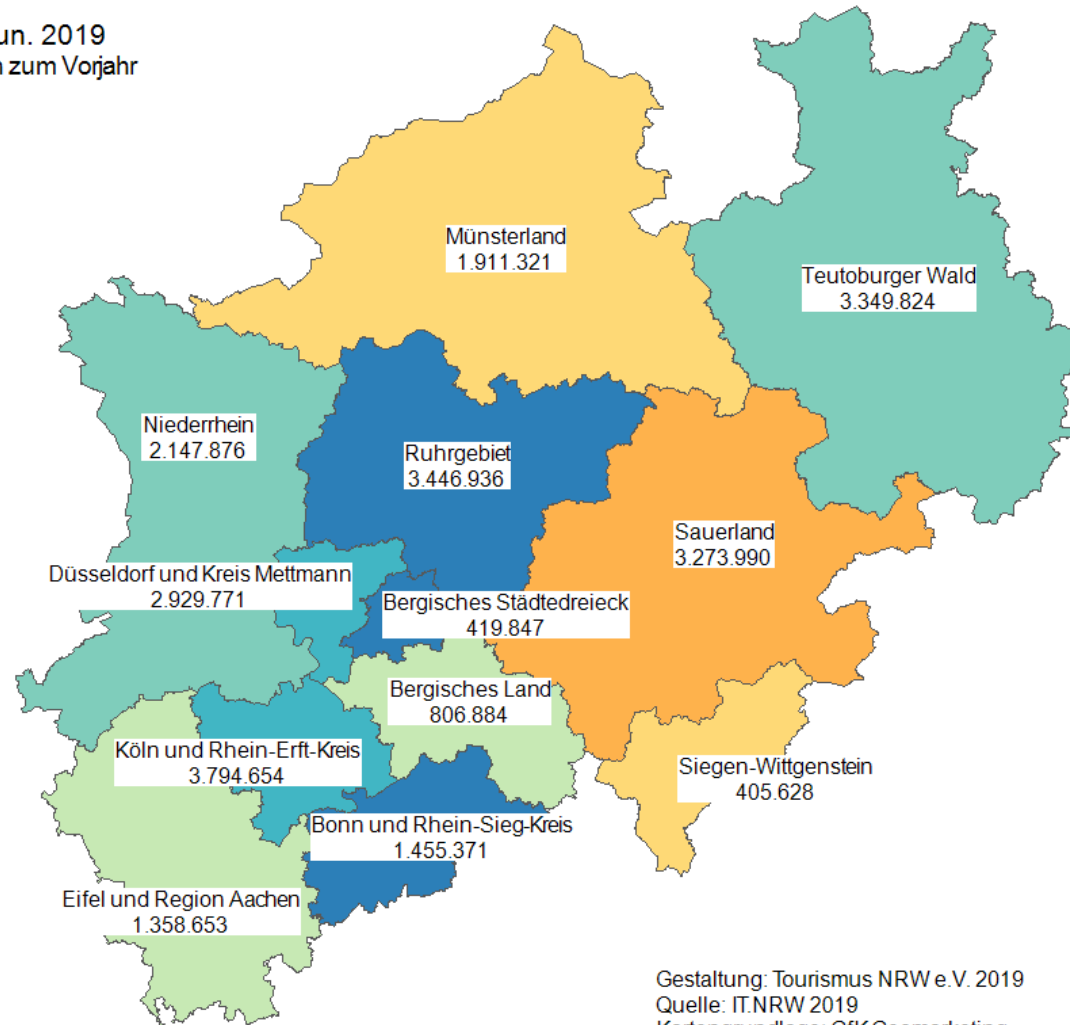 2019
zum Vorjahr
Münsterland
1.911.321
Teutoburger Wald
3.349.824
Niederrhein
2.147.876
Ruhrgebiet
3.446.936
Sauerland
3.273.990
Düsseldorf und Kreis Mettmann
2.929.771
Bergisches Städtedreieck
419.847
Bergisches Land
806.884
Köln und Rhein-Erft-Kreis
3.794.654
Siegen-Wittgenstein
405.628
Bonn und Rhein-Sieg-Kreis
1.455.371
Eifel und Region Aachen
1.358.653
Gestaltung: Tourismus NRW e.V. 2019
Quelle: IT.NRW 2019
Kartengrundlage: GfK Geomarketing